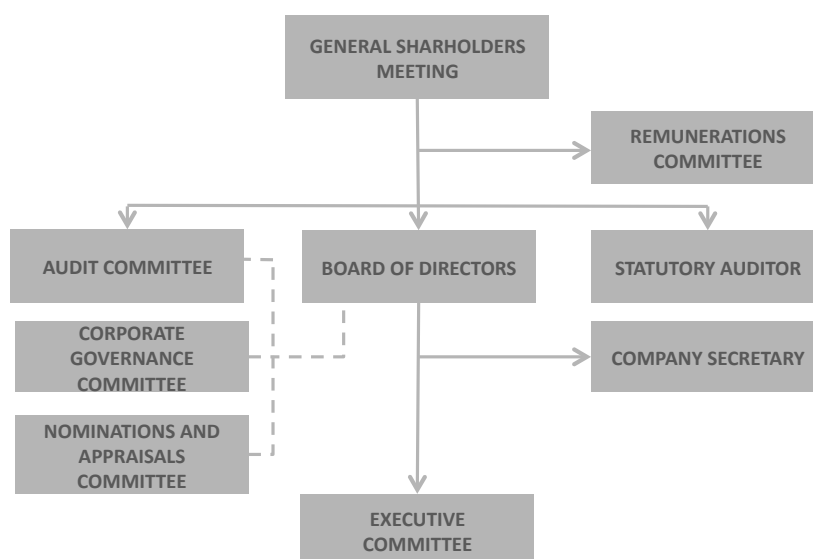 GENERAL SHARHOLDERS
MEETING
REMUNERATIONS
COMMITTEE
AUDIT COMMITTEE
BOARD OF DIRECTORS
STATUTORY AUDITOR
CORPORATE
GOVERNANCE
COMMITTEE
COMPANY SECRETARY
NOMINATIONS AND
APPRAISALS
COMMITTEE
EXECUTIVE
COMMITTEE